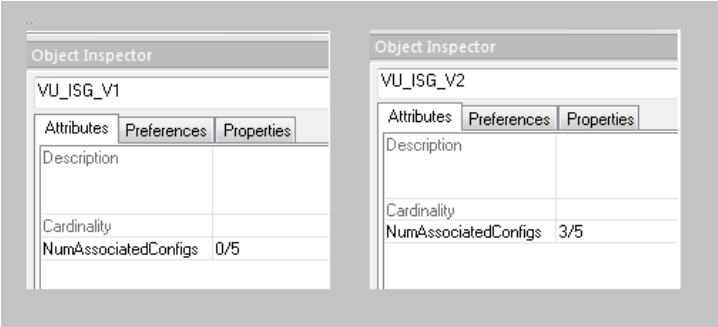 Object Inspector
VU_ISG_V1
Attributes Preferences Properties
Description
Cardinality
NumAssociatedConfigs 0/5
Object Inspector
VU_ISG_V2
Attributes Preferences Properties
Description
Cardinality
NumAssociatedConfigs 3/5